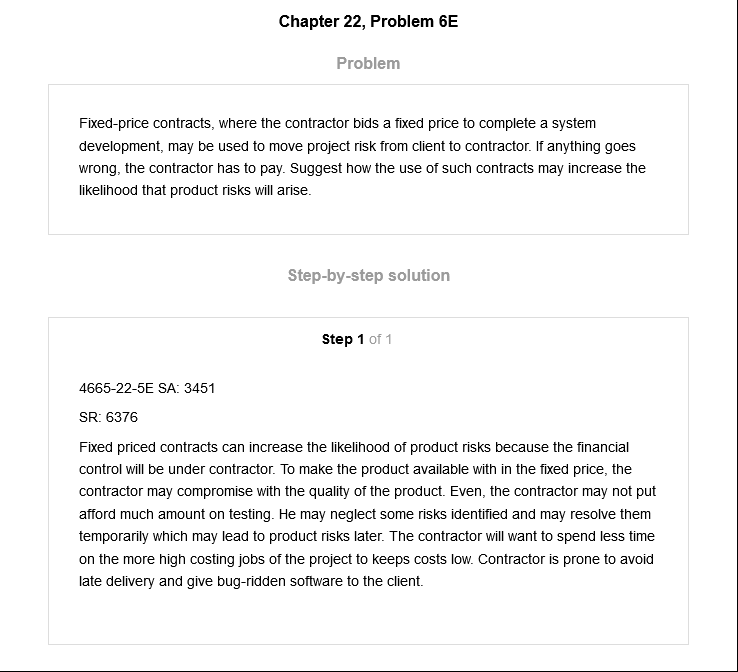 Chapter 22, Problem 6E
Problem
Fixed-price contracts, where the contractor bids a fixed price to complete a system
development, may be used to move project risk from client to contractor. If anything goes
wrong, the contractor has to pay. Suggest how the use of such contracts may increase the
likelihood that product risks will arise.
Step-by-step solution
Step 1 of 1
4665-22-5E SA: 3451
SR: 6376
Fixed priced contracts can increase the likelihood of product risks because the financial
control will be under contractor. To make the product available with in the fixed price, the
contractor may compromise with the quality of the product. Even, the contractor may not put
afford much amount on testing. He may neglect some risks identified and may resolve them
temporarily which may lead to product risks later. The contractor will want to spend less time
on the more high costing jobs of the project to keeps costs low. Contractor is prone to avoid
late delivery and give bug-ridden software to the client.